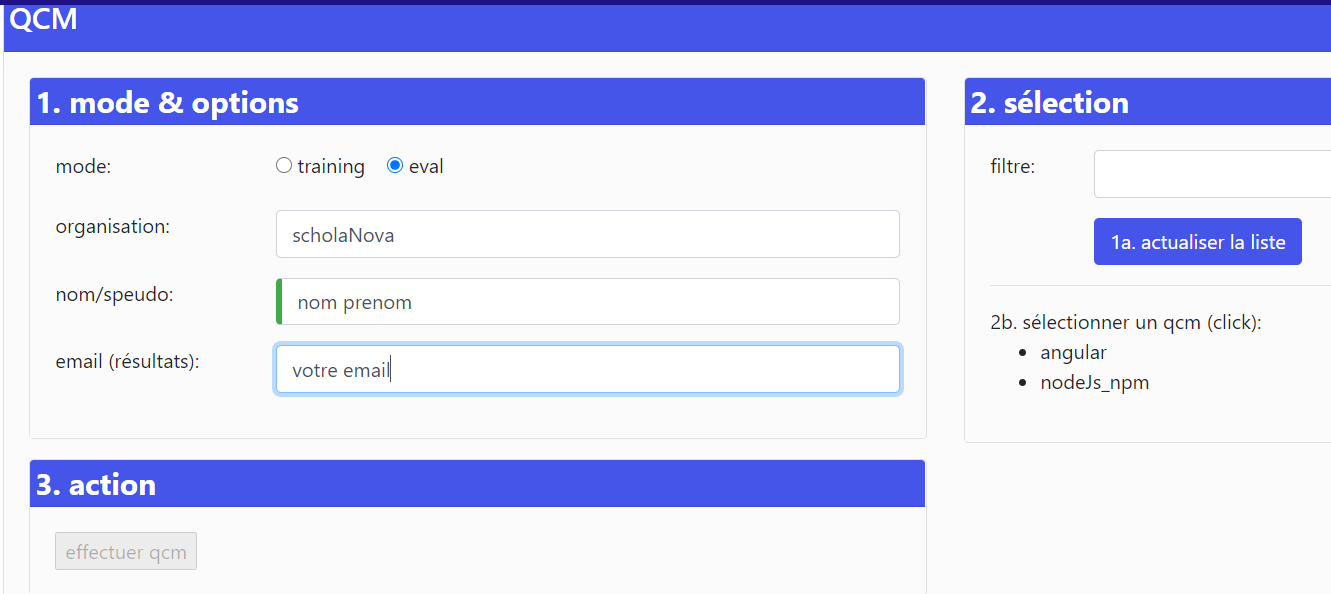 QCM
1. mode & options
mode: training eval
organisation: scholaNova
nom/speudo: nom prenom
email (résultats): votre email
2. sélection
filtre:
1a. actualiser la liste
2b. sélectionner un qcm (click):
angular
nodeJs_npm
3. action
effectuer qcm